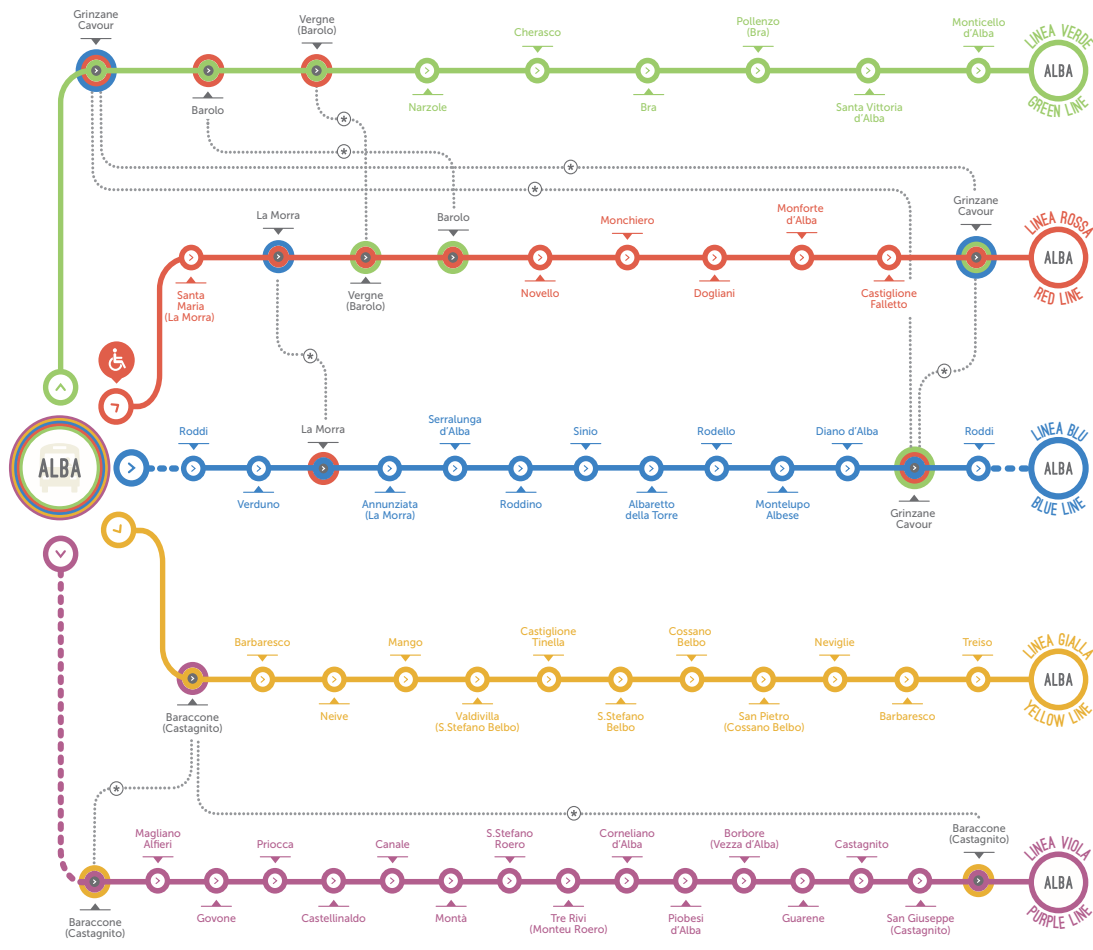 Grinzane
Cavour
Barolo
Vergne
(Barolo)
Narzole
Cherasco
Bra
Pollenzo
(Bra)
Santa Vittoria
d'Alba
Monticello
d'Alba
LINEA VERDE
ALBA
GREEN LINE
*
*
*
*
Santa
Maria
(La Morra)
La Morra
Vergne
(Barolo)
Barolo
Novello
Monchiero
Dogliani
Monforte
d'Alba
Castiglione
Falletto
Grinzane
Cavour
LINEA ROSSA
ALBA
RED LINE
*
*
ALBA
Roddi
Verduno
La Morra
Annunziata
(La Morra)
Serralunga
d'Alba
Roddino
Sinio
Albaretto
della Torre
Rodello
Montelupo
Albese
Diano d'Alba
Grinzane
Cavour
Roddi
LINEA BLU
ALBA
BLUE LINE
Baraccone
(Castagnito)
Barbaresco
Neive
Mango
Valdivilla
(S.Stefano Belbo)
Castiglione
Tinella
S.Stefano
Belbo
Cossano
Belbo
San Pietro
(Cossano Belbo)
Neviglie
Barbaresco
Treiso
LINEA GIALLA
ALBA
YELLOW LINE
*
*
Baraccone
(Castagnito)
Magliano
Alfieri
Govone
Priocca
Castellinaldo
Canale
Montà
S.Stefano
Roero
Tre Rivi
(Monteu Roero)
Corneliano
d'Alba
Piobesi
d'Alba
Borbore
(Vezza d'Alba)
Guarene
Castagnito
San Giuseppe
(Castagnito)
Baraccone
(Castagnito)
LINEA VIOLA
ALBA
PURPLE LINE